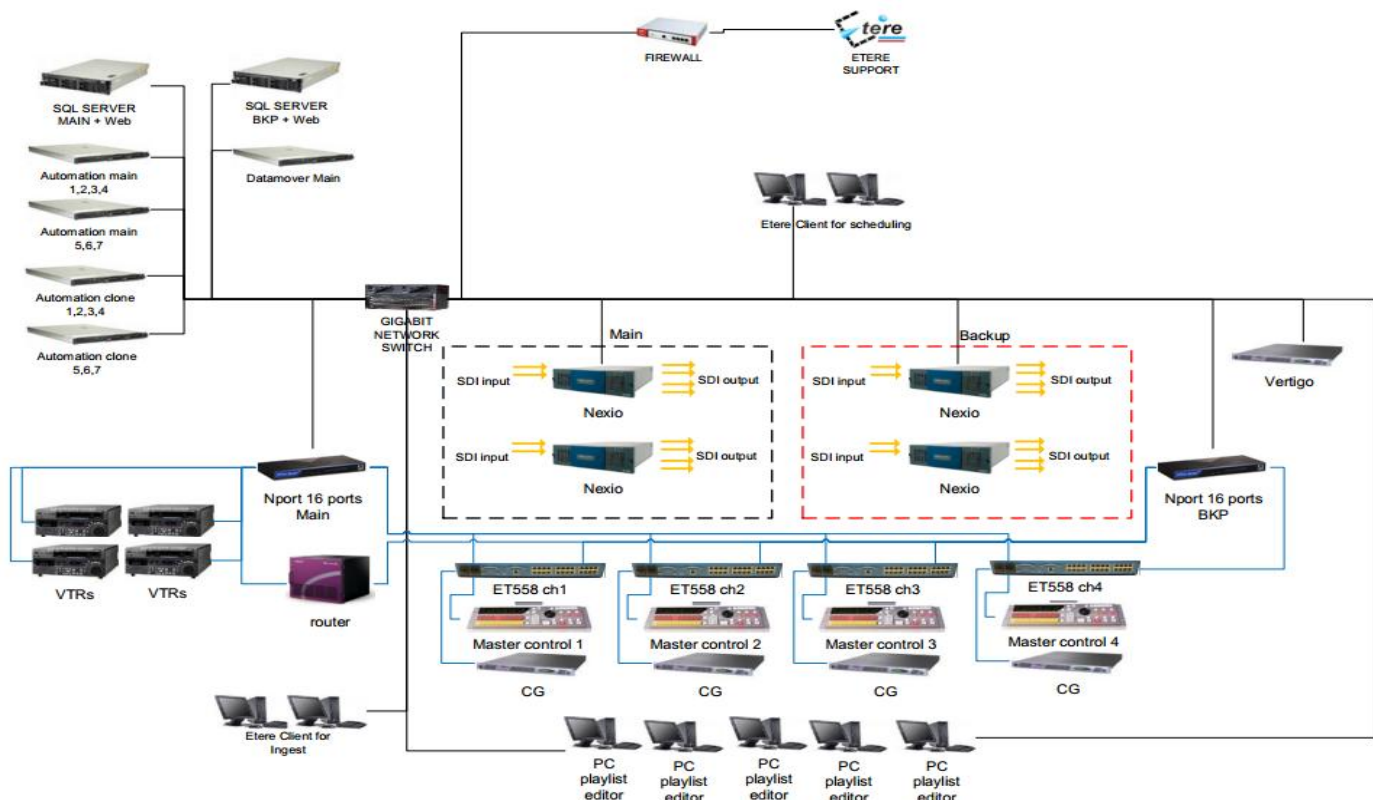 tere
FIREWALL
ETERE
SUPPORT
SQL SERVER
MAIN + Web
SQL SERVER
BKP + Web
Automation main
1,2,3,4
Datamover Main
Automation main
5,6,7
Etere Client for scheduling
Automation clone
1,2,3,4
Automation clone
5,6,7
GIGABIT
NETWORK
SWITCH
Main
Backup
SDI input
SDI output
Nexio
SDI input
SDI output
Nexio
Vertigo
SDI input
SDI output
Nexio
SDI input
SDI output
Nexio
Nport 16 ports
Main
Nport 16 ports
BKP
VTRs
VTRs
router
ET558 ch1
ET558 ch2
ET558 ch3
ET558 ch4
Master control 1
Master control 2
Master control 3
Master control 4
CG
CG
CG
CG
Etere Client for
Ingest
PC
playlist
editor
PC
playlist
editor
PC
playlist
editor
PC
playlist
editor
PC
playlist
editor